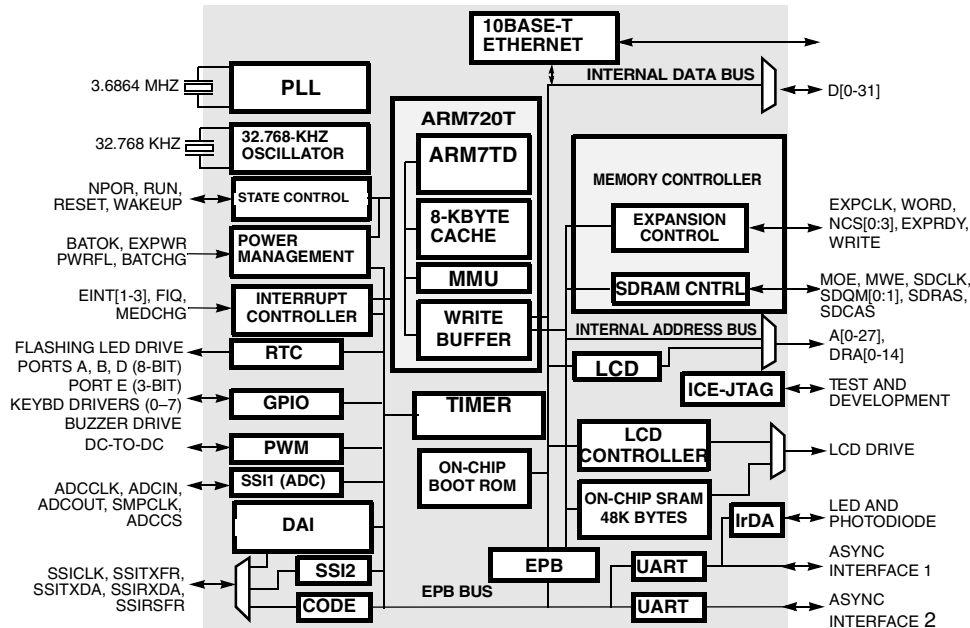 10BASE-T
ETHERNET
INTERNAL DATA BUS
D[0-31]
3.6864 MHZ
PLL
32.768 KHZ
32.768-KHZ
OSCILLATOR
NPOR, RUN,
RESET, WAKEUP
STATE CONTROL
BATOK, EXPWR
PWRFL, BATCHG
POWER
MANAGEMENT
EINT[1-3], FIQ,
MEDCHG
INTERRUPT
CONTROLLER
FLASHING LED DRIVE
RTC
PORTS A, B, D (8-BIT)
PORT E (3-BIT)
KEYBD DRIVERS (0–7)
BUZZER DRIVE
GPIO
DC-TO-DC
PWM
ADCCLK, ADCIN,
ADCOUT, SMPCLK,
ADCCS
SSI1 (ADC)
DAI
SSICLK, SSITXFR,
SSITXDA, SSIRXDA,
SSIRSFR
SSI2
CODE
ARM720T
ARM7TD
8-KBYTE
CACHE
MMU
WRITE
BUFFER
TIMER
ON-CHIP
BOOT ROM
EPB
EPB BUS
MEMORY CONTROLLER
EXPANSION
CONTROL
EXPCLK, WORD,
NCS[0:3], EXPRDY,
WRITE
SDRAM CNTRL
MOE, MWE, SDCLK,
SDQM[0:1], SDRAS,
SDCAS
INTERNAL ADDRESS BUS
A[0-27],
DRA[0-14]
LCD
ICE-JTAG
TEST AND
DEVELOPMENT
LCD
CONTROLLER
LCD DRIVE
ON-CHIP SRAM
48K BYTES
IrDA
LED AND
PHOTODIODE
UART
ASYNC
INTERFACE 1
UART
ASYNC
INTERFACE 2